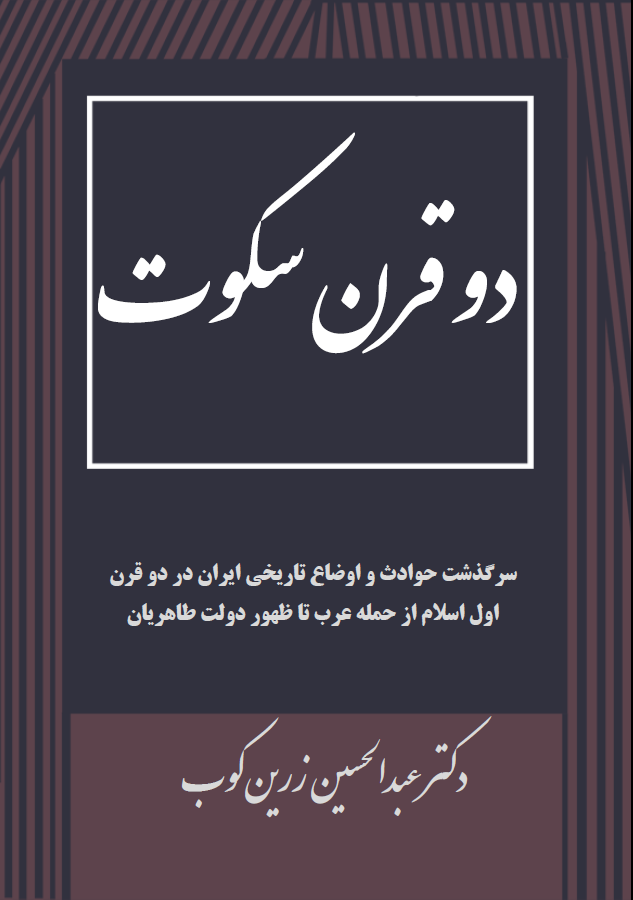 دو قرن سکوت
سرگذشت حوادث و اوضاع تاریخی ایران در دو قرن
اول اسلام از حمله عرب تا ظهور دولت طاهریان
دکتر عبدالحسین زرین کوب